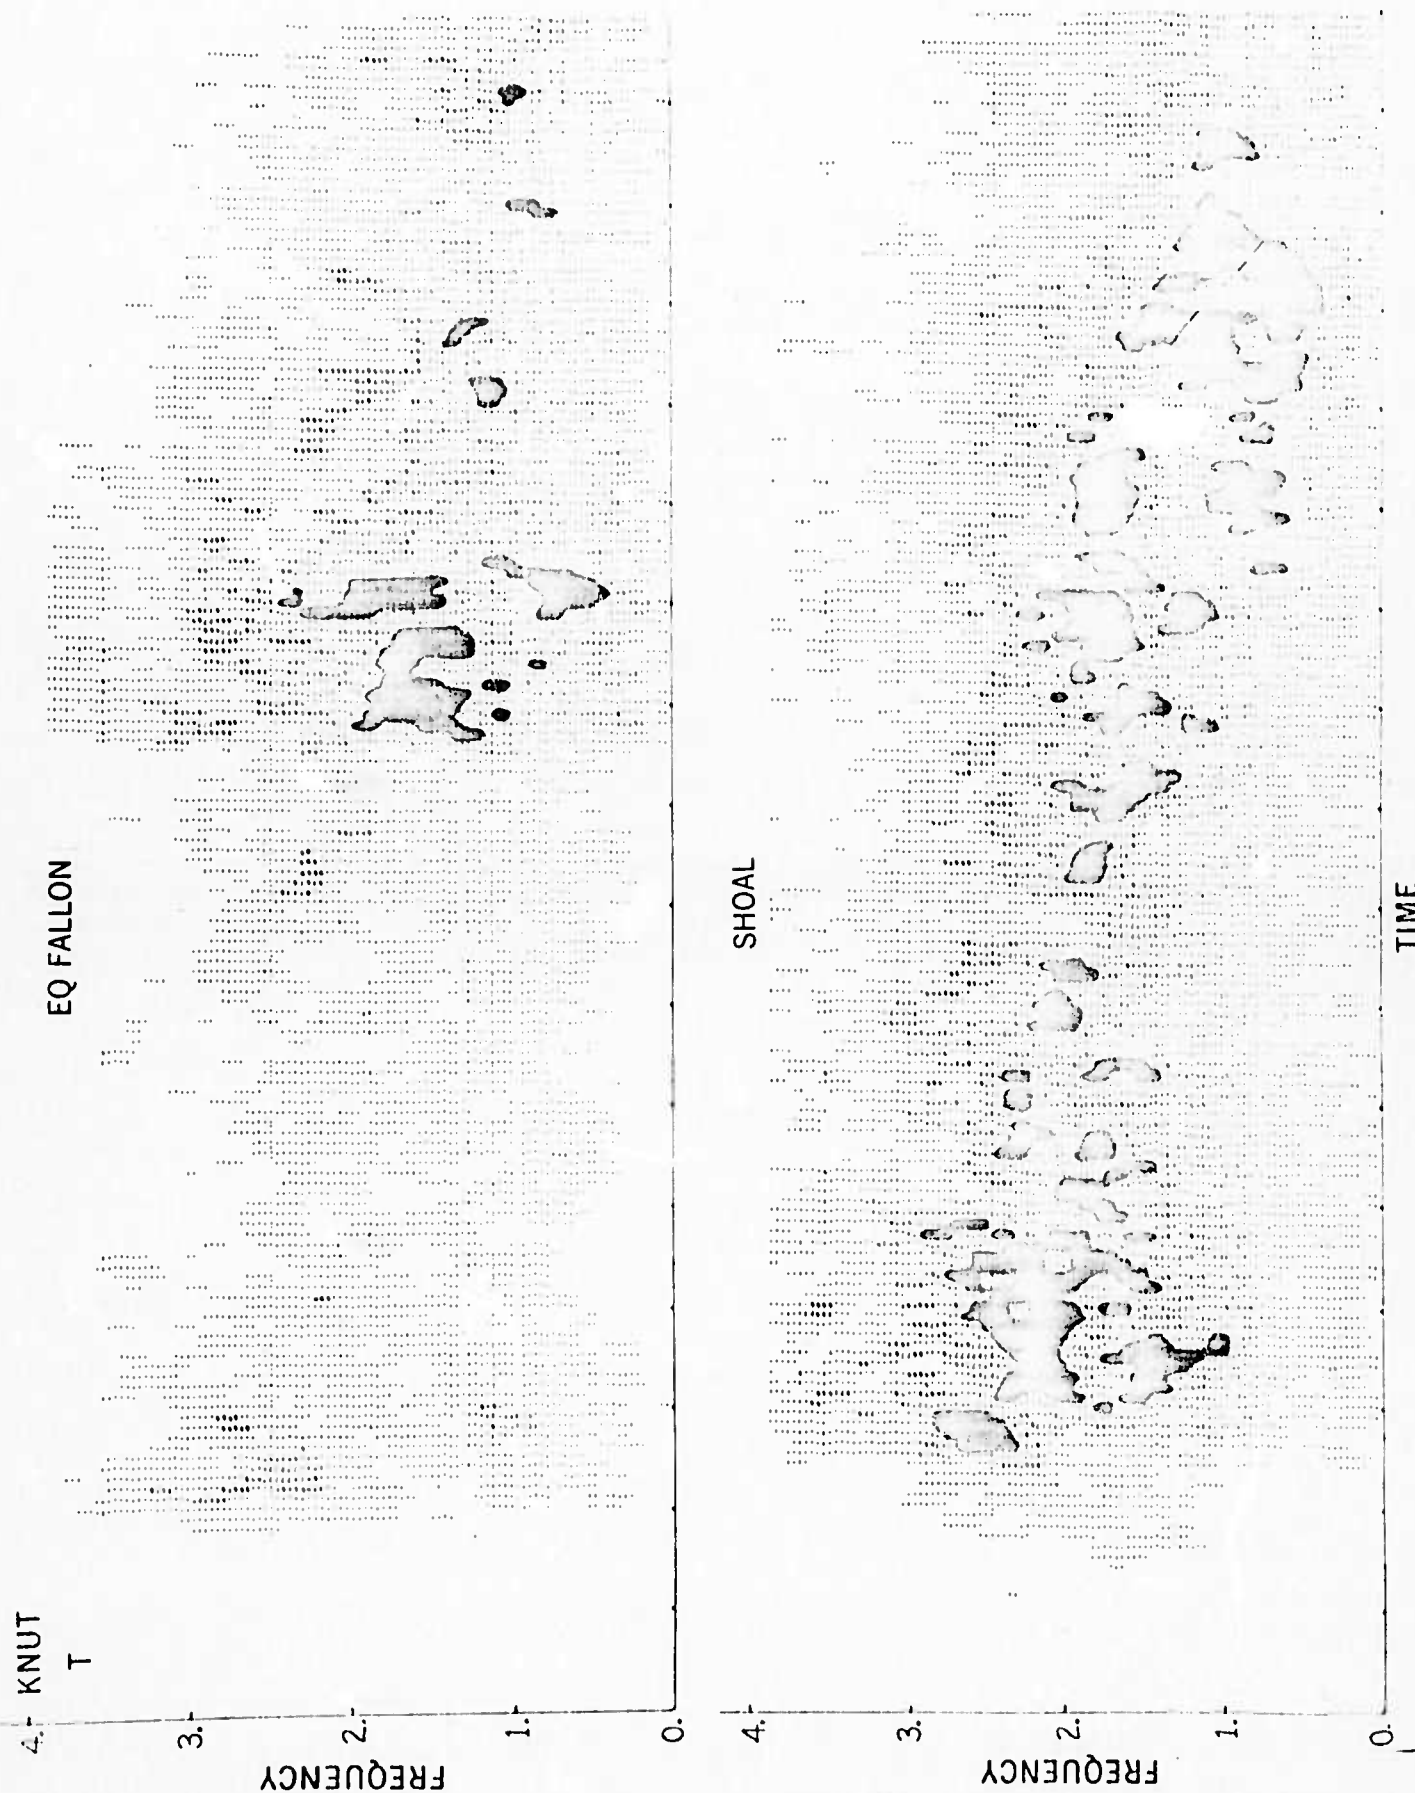 KNUT
T
EQ FALLON
4.
3.
2.
1.
0.
FREQUENCY
SHOAL
4.
3.
2.
1.
0.
FREQUENCY
TIME